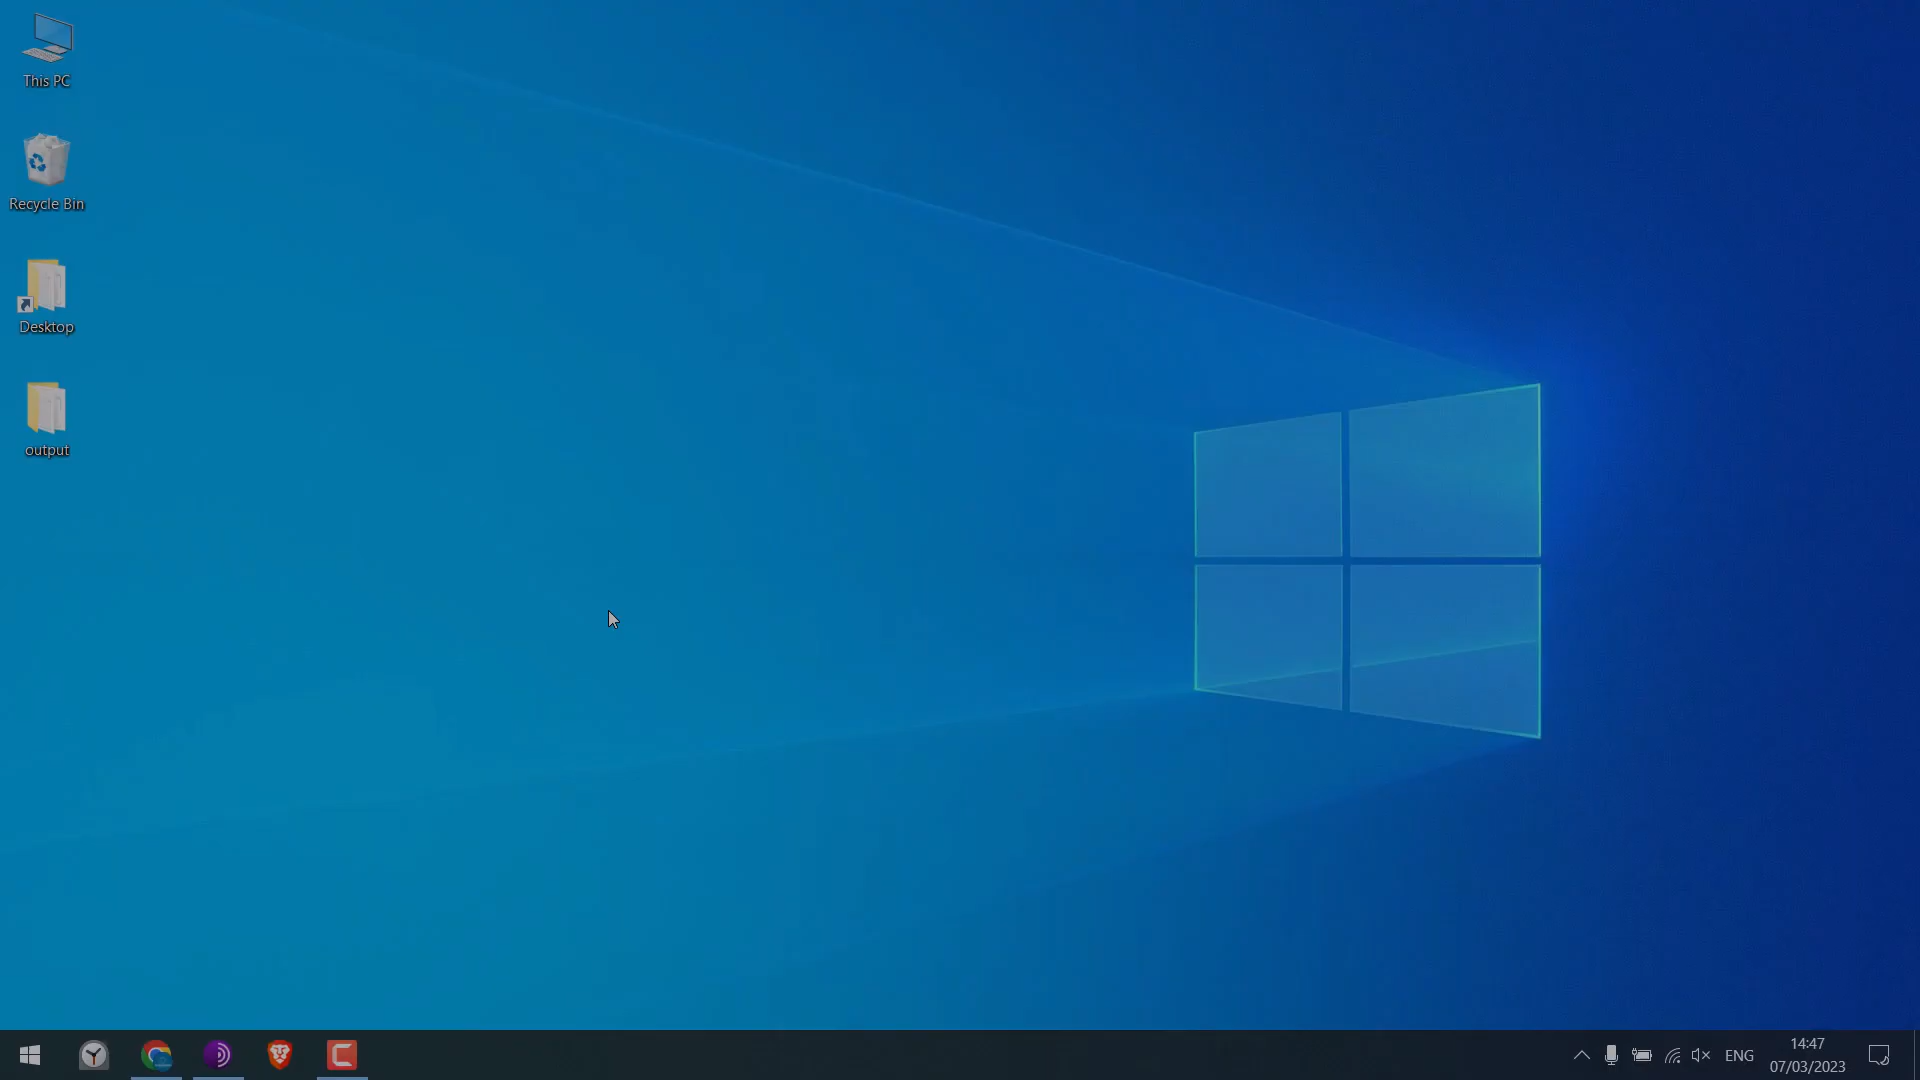 This PC
Recycle Bin
Desktop
output
ENG
14:47
07/03/2023